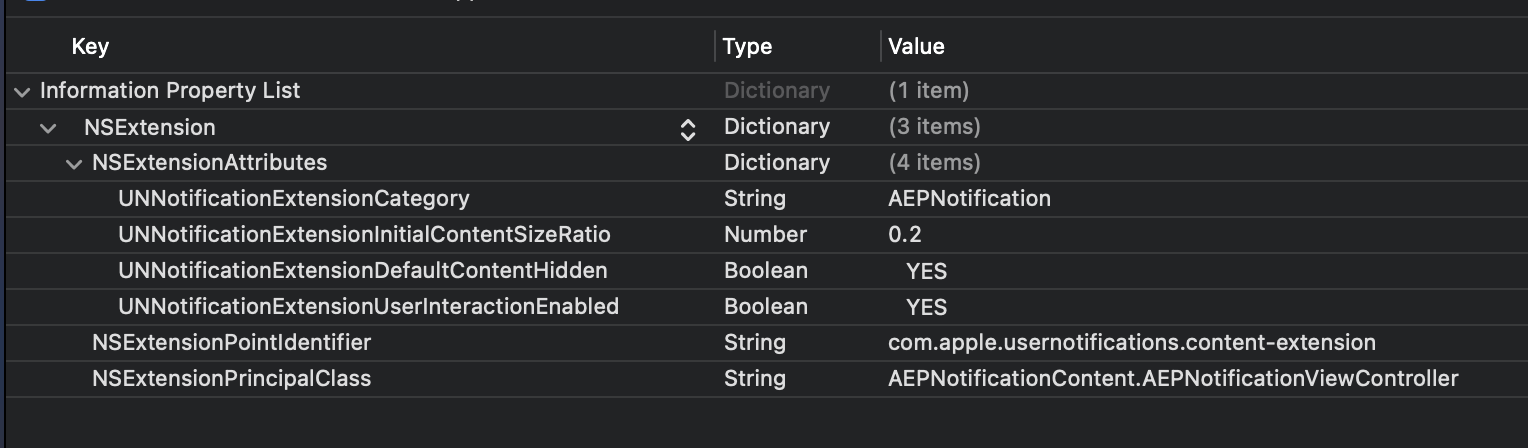 Key Type Value
Information Property List Dictionary (1 item)
NSExtension Dictionary (3 items)
NSExtensionAttributes Dictionary (4 items)
UNNotificationExtensionCategory String AEPNotification
UNNotificationExtensionInitialContentSizeRatio Number 0.2
UNNotificationExtensionDefaultContentHidden Boolean YES
UNNotificationExtensionUserInteractionEnabled Boolean YES
NSExtensionPointIdentifier String com.apple.usernotifications.content-extension
NSExtensionPrincipalClass String AEPNotificationContent.AEPNotificationViewController